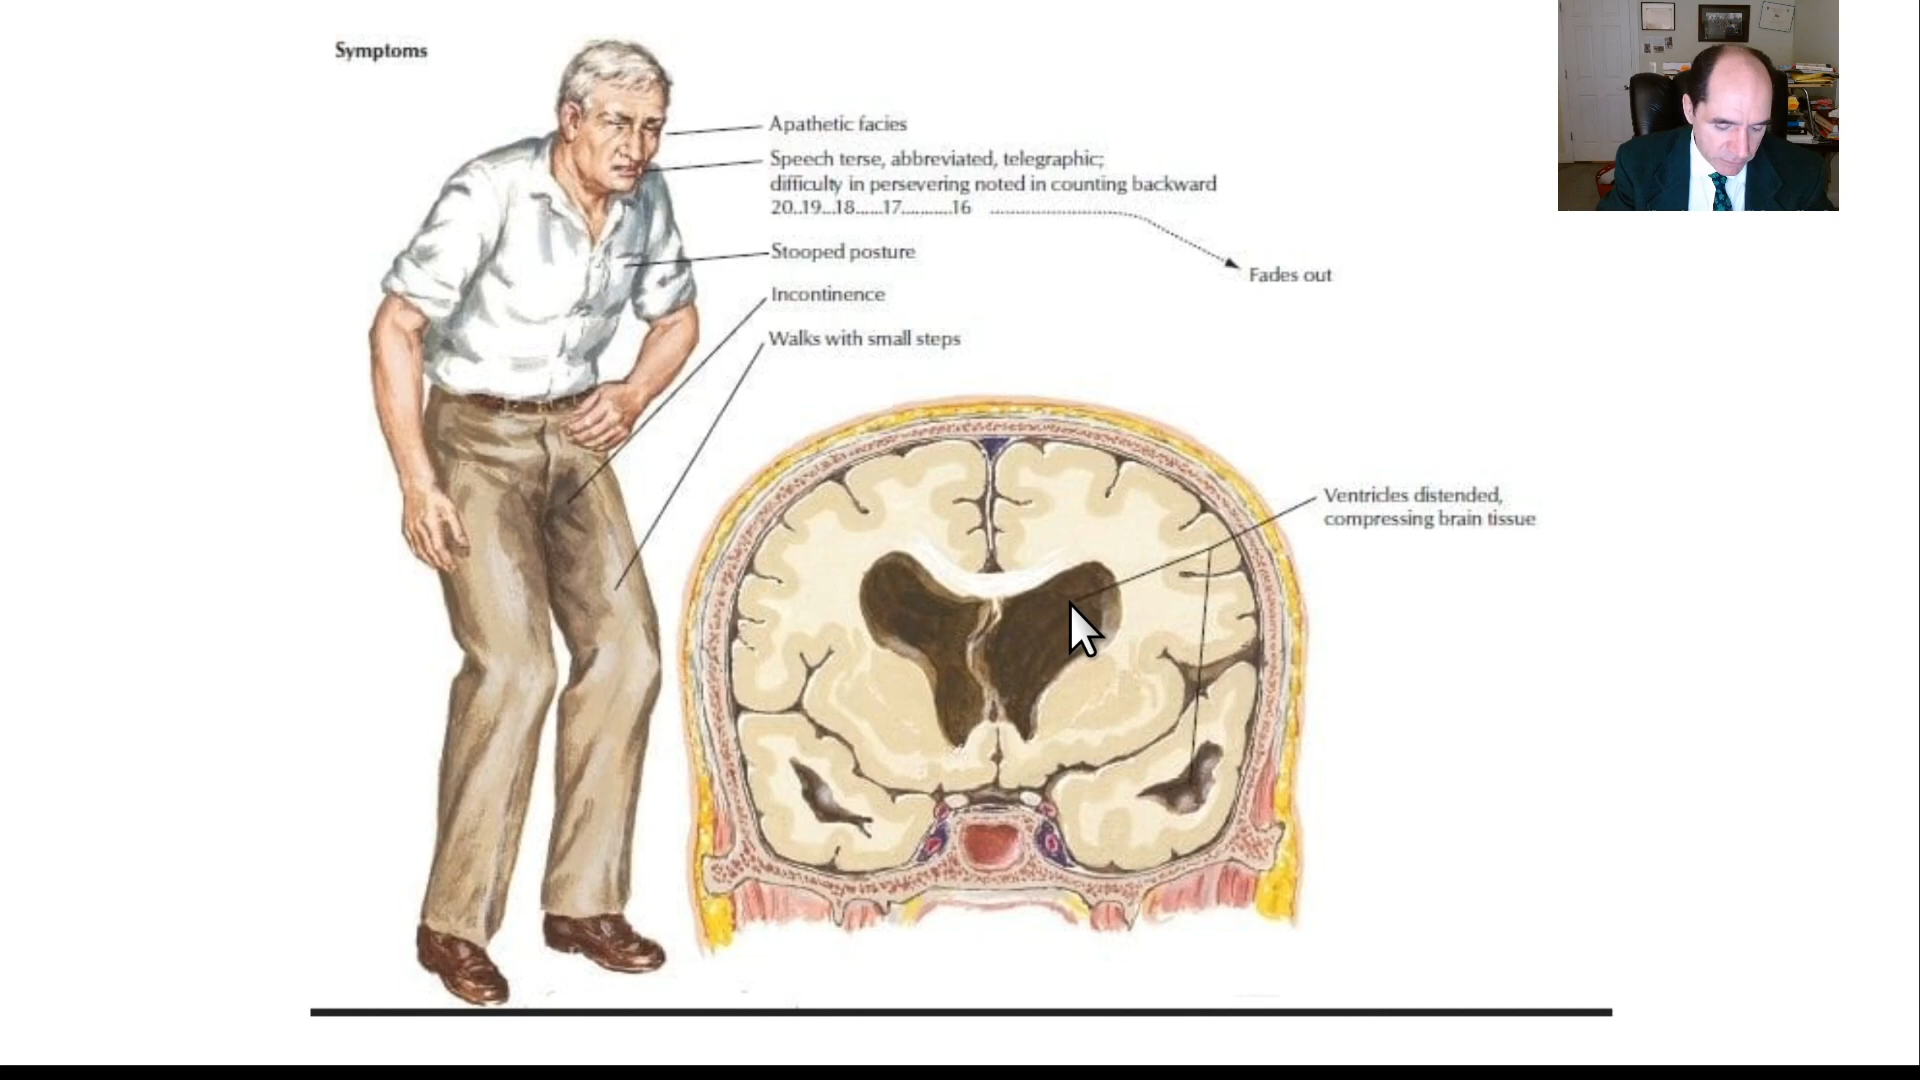 Symptoms
Apathetic facies
Speech terse, abbreviated, telegraphic;
difficulty in persevering noted in counting backward
20..19...18......17...........16
Fades out
Stooped posture
Incontinence
Walks with small steps
Ventricles distended,
compressing brain tissue